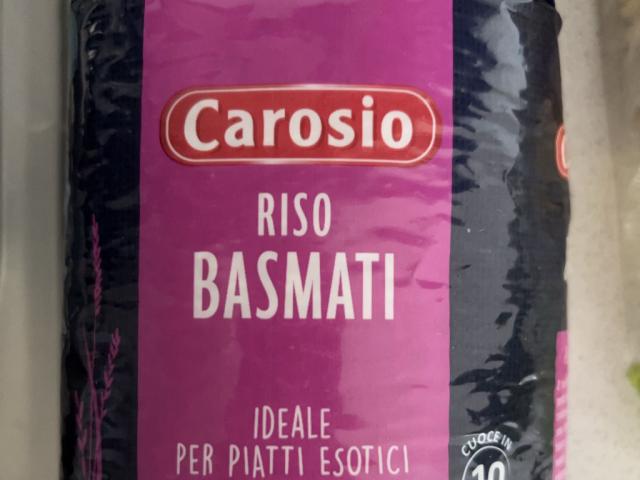 Carosio
RISO
BASMATI
IDEALE
PER PIATTI ESOTICI
CUOCE IN
10